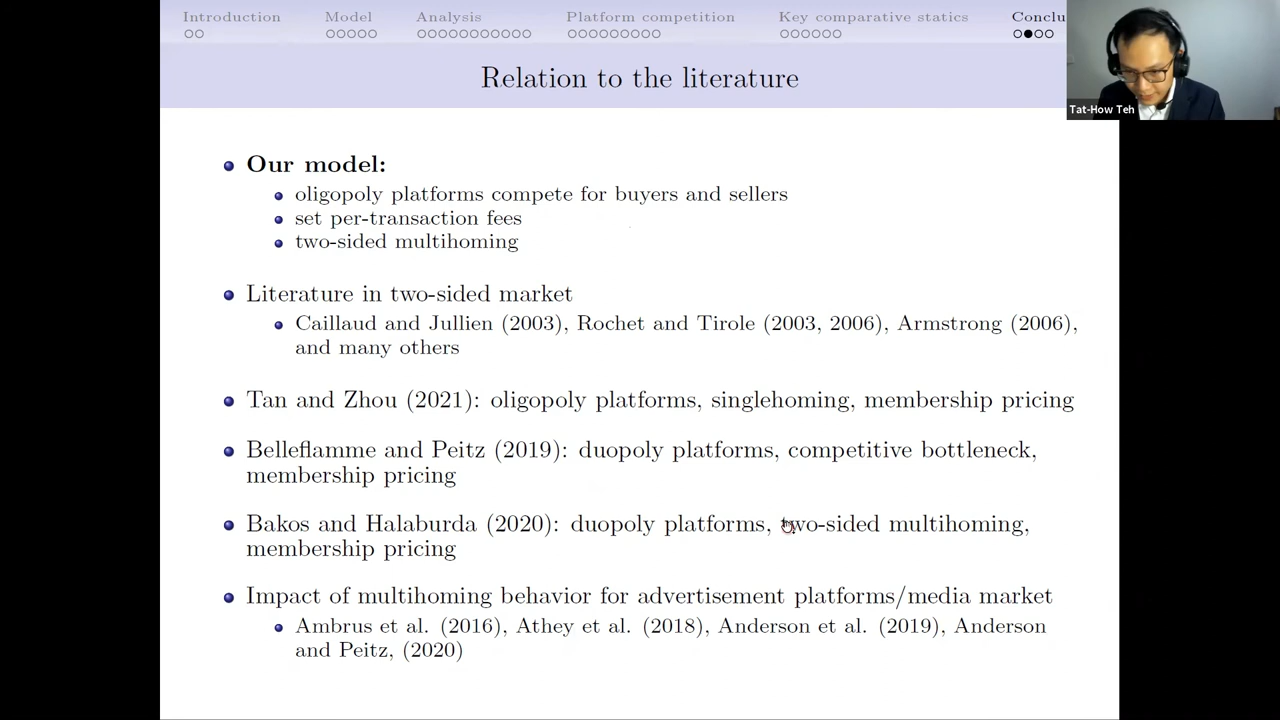 Introduction Model Analysis Platform competition Key comparative statics Conclu
Tat-How Teh
Relation to the literature
Our model:
oligopoly platforms compete for buyers and sellers
set per-transaction fees
two-sided multihoming
Literature in two-sided market
Caillaud and Jullien (2003), Rochet and Tirole (2003, 2006), Armstrong (2006),
and many others
Tan and Zhou (2021): oligopoly platforms, singlehoming, membership pricing
Belleflamme and Peitz (2019): duopoly platforms, competitive bottleneck,
membership pricing
Bakos and Halaburda (2020): duopoly platforms, two-sided multihoming,
membership pricing
Impact of multihoming behavior for advertisement platforms/media market
Ambrus et al. (2016), Athey et al. (2018), Anderson et al. (2019), Anderson
and Peitz, (2020)